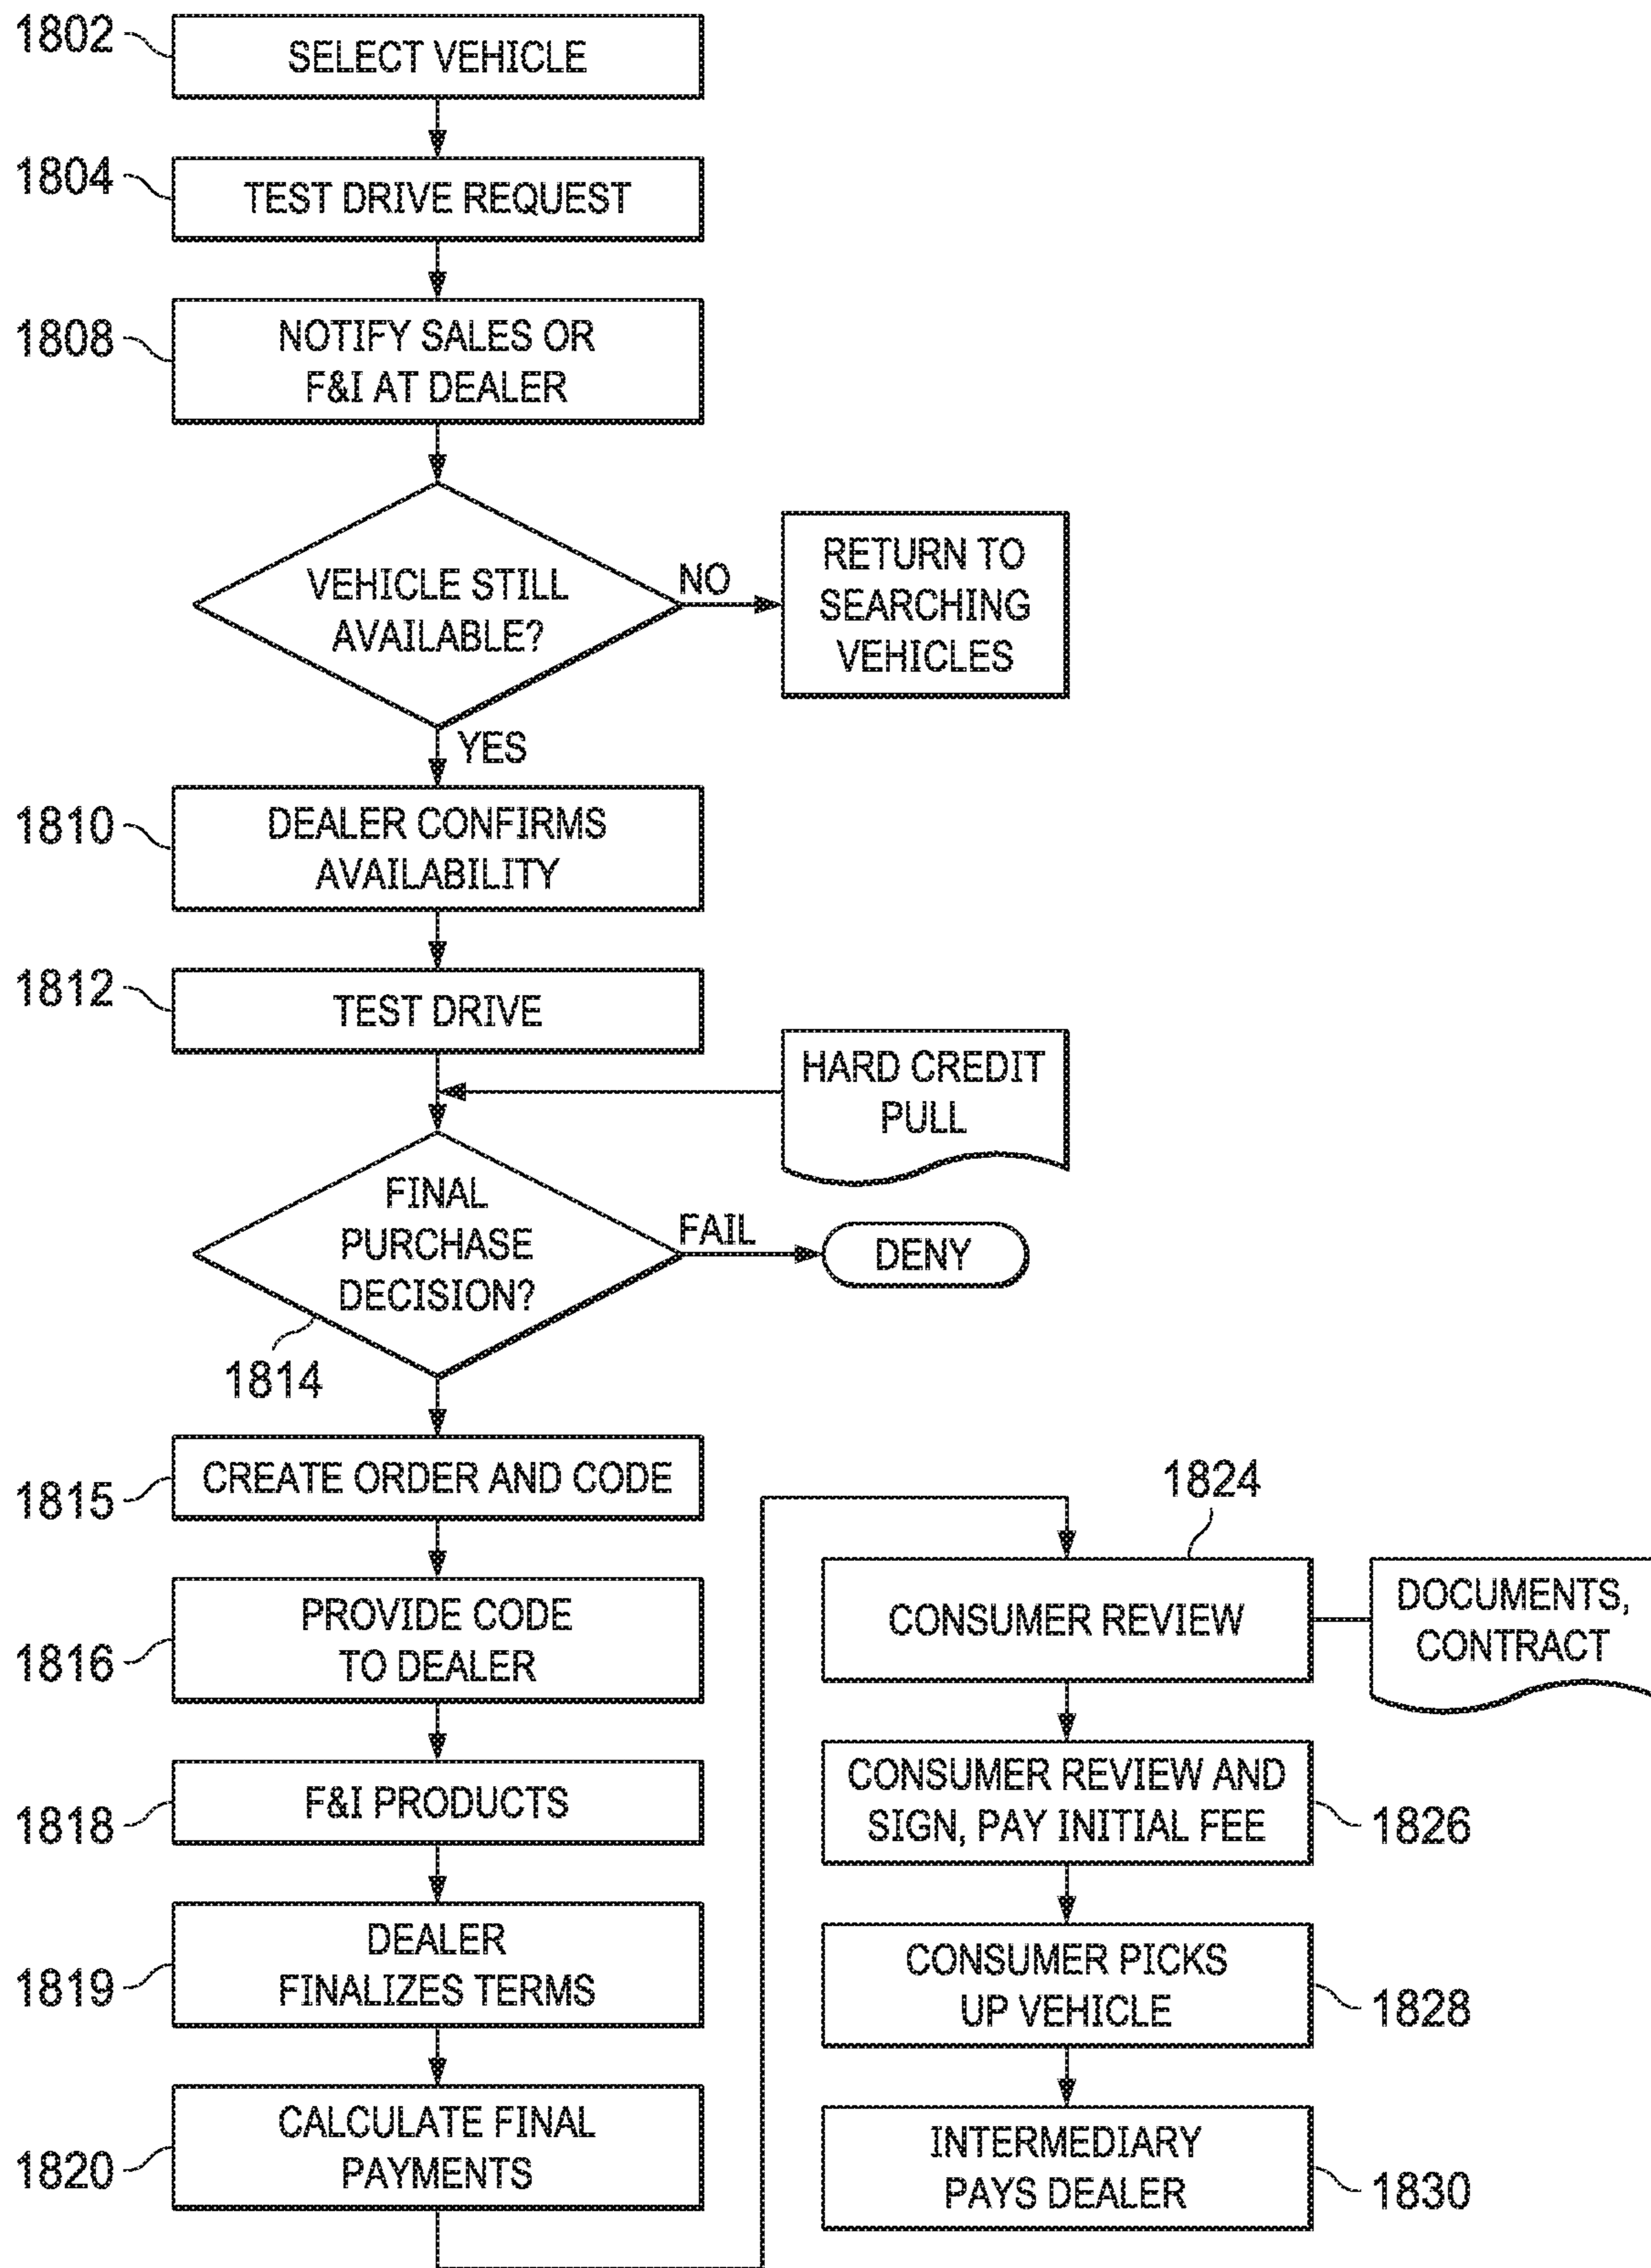 1802
SELECT VEHICLE
1804
TEST DRIVE REQUEST
1808
NOTIFY SALES OR
F&I AT DEALER
VEHICLE STILL
AVAILABLE?
NO
RETURN TO
SEARCHING
VEHICLES
YES
1810
DEALER CONFIRMS
AVAILABILITY
1812
TEST DRIVE
HARD CREDIT
PULL
FINAL
PURCHASE
DECISION?
FAIL
DENY
1814
1815
CREATE ORDER AND CODE
1816
PROVIDE CODE
TO DEALER
1818
F&I PRODUCTS
1819
DEALER
FINALIZES TERMS
1820
CALCULATE FINAL
PAYMENTS
1824
CONSUMER REVIEW
DOCUMENTS,
CONTRACT
CONSUMER REVIEW AND
SIGN, PAY INITIAL FEE
1826
CONSUMER PICKS
UP VEHICLE
1828
INTERMEDIARY
PAYS DEALER
1830